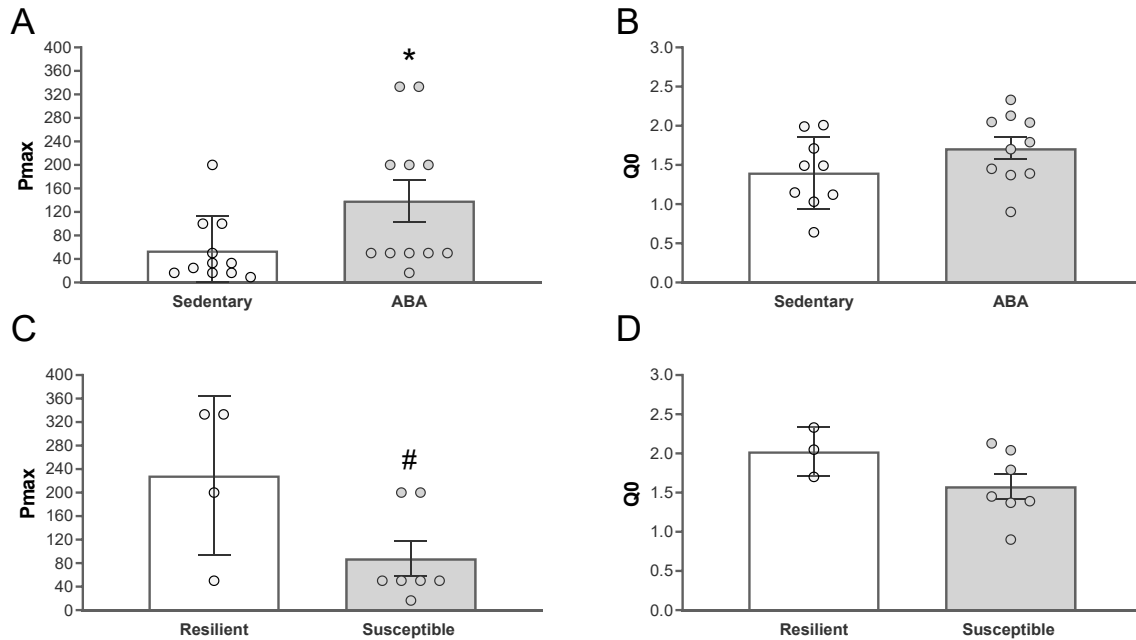 A
400
360
320
280
240
200
160
120
80
40
0
Pmax
*
Sedentary
ABA
B
3.0
2.5
2.0
1.5
1.0
0.5
0.0
Q0
Sedentary
ABA
C
400
360
320
280
240
200
160
120
80
40
0
Pmax
#
Resilient
Susceptible
D
3.0
2.5
2.0
1.5
1.0
0.5
0.0
Q0
Resilient
Susceptible